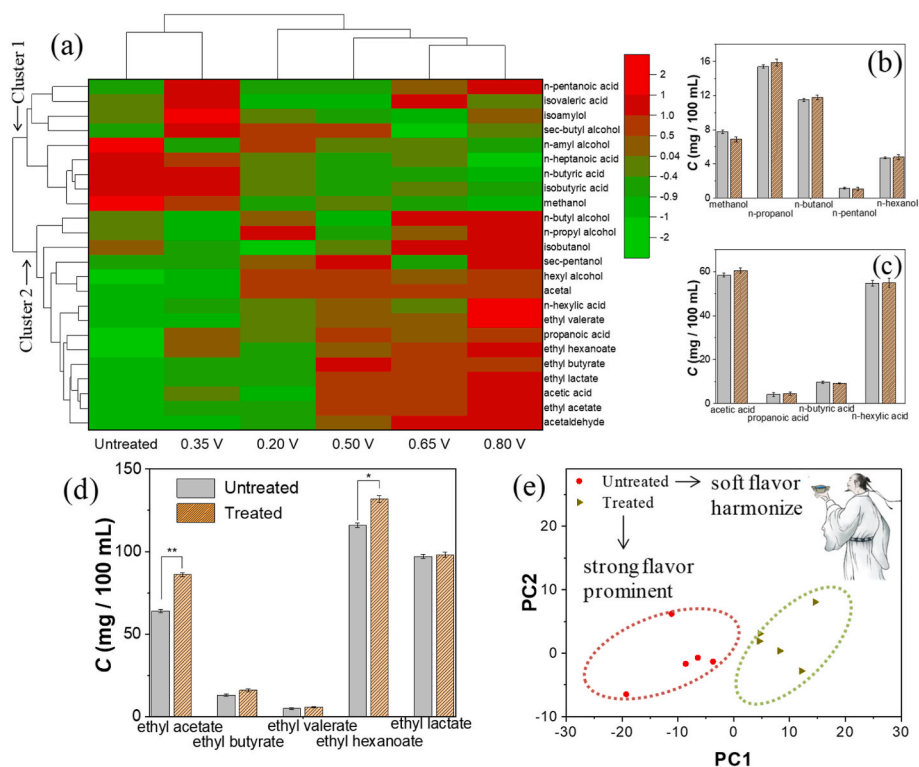 (a)
Cluster 1
Cluster 2
n-pentanoic acid
isovaleric acid
isoamylol
sec-butyl alcohol
n-amyl alcohol
n-heptanoic acid
n-butyric acid
isobutyric acid
methanol
n-butyl alcohol
n-propyl alcohol
isobutanol
sec-pentanol
hexyl alcohol
acetal
n-hexylic acid
ethyl valerate
propanoic acid
ethyl hexanoate
ethyl butyrate
ethyl lactate
acetic acid
ethyl acetate
acetaldehyde
Untreated 0.35 V 0.20 V 0.50 V 0.65 V 0.80 V
2
1
0.5
0.04
-0.4
-0.9
-1
-2
(b)
C (mg / 100 mL)
16
12
8
4
0
methanol n-butanol n-hexanol
n-propanol n-pentanol
(c)
C (mg / 100 mL)
60
40
20
0
acetic acid n-butyric acid
propanoic acid n-hexylic acid
(d)
C (mg / 100 mL)
150
100
50
0
Untreated
Treated
**
*
ethyl acetate ethyl valerate ethyl lactate
ethyl butyrate ethyl hexanoate
(e)
Untreated
Treated
soft flavor
harmonize
strong flavor
prominent
PC2
20
10
0
-10
-30 -20 -10 0 10 20 30
PC1